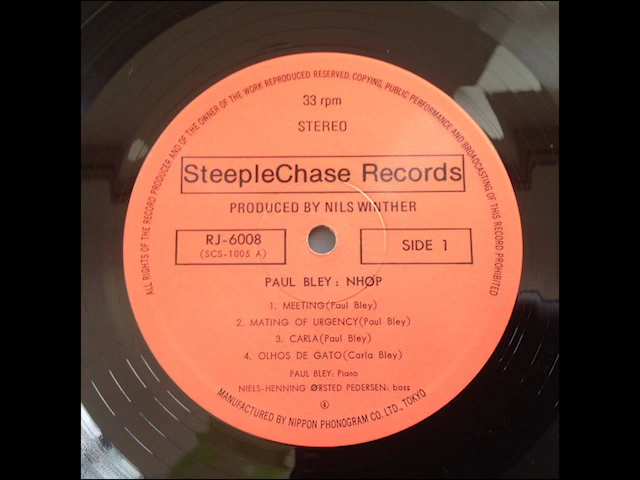 ALL RIGHTS OF THE RECORD PRODUCER AND OF THE OWNER OF THE WORK REPRODUCED RESERVED. COPYING, PUBLIC PERFORMANCE AND BROADCASTING OF THIS RECORD PROHIBITED
33 rpm
STEREO
SteepleChase Records
PRODUCED BY NILS WINTHER
RJ-6008
(SCS-1005 A)
SIDE 1
PAUL BLEY : NHØP
1. MEETING(Paul Bley)
2. MATING OF URGENCY(Paul Bley)
3. CARLA(Paul Bley)
4. OLHOS DE GATO(Carla Bley)
PAUL BLEY: Piano
NIELS-HENNING ØRSTED PEDERSEN: bass
MANUFACTURED BY NIPPON PHONOGRAM CO. LTD., TOKYO